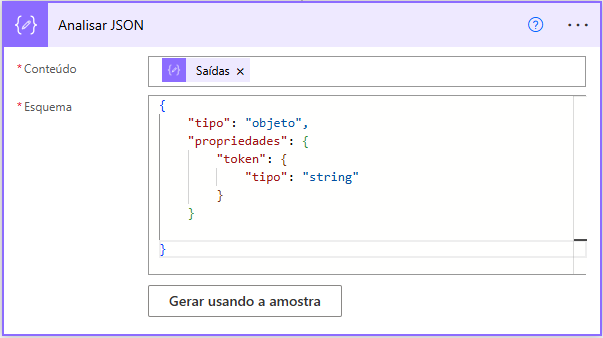 Analisar JSON
?
...
*Conteúdo
Saídas ×
*Esquema
{
    "tipo": "objeto",
    "propriedades": {
        "token": {
            "tipo": "string"
        }
    }
}
Gerar usando a amostra